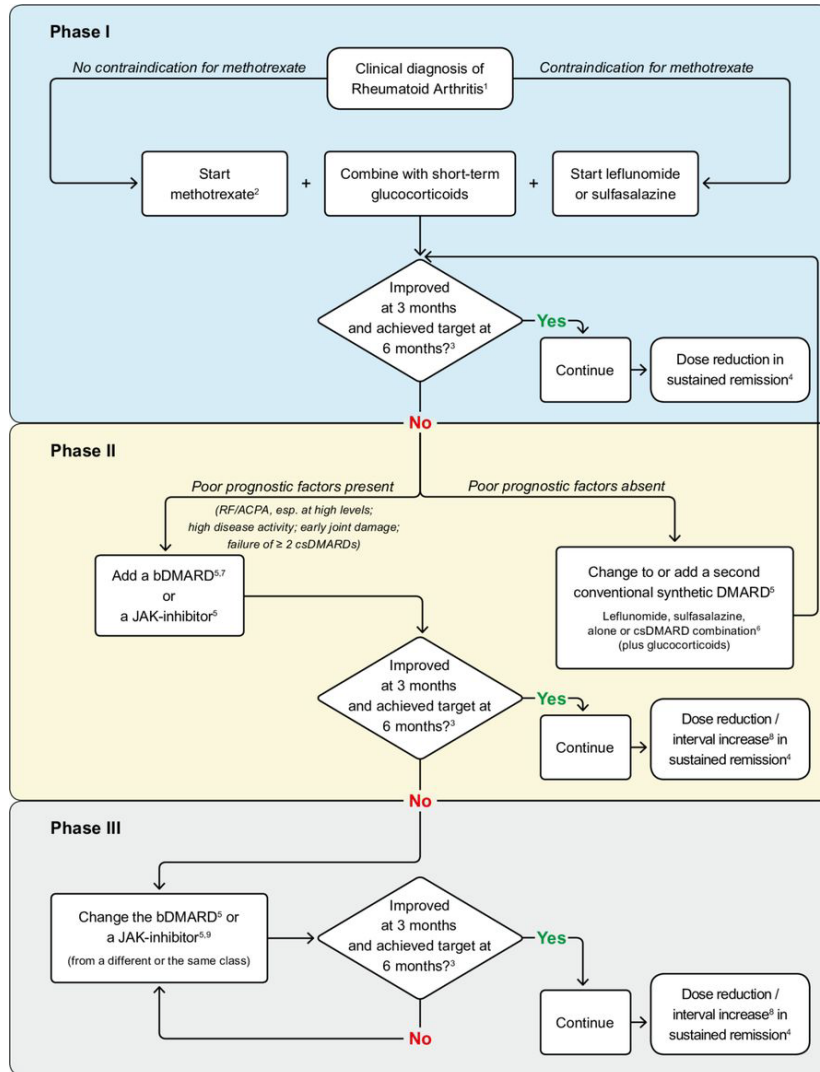 Phase I
No contraindication for methotrexate
Clinical diagnosis of
Rheumatoid Arthritis¹
Contraindication for methotrexate
Start
methotrexate²
+
Combine with short-term
glucocorticoids
+
Start leflunomide
or sulfasalazine
Improved
at 3 months
and achieved target at
6 months?³
Yes
Continue
Dose reduction in
sustained remission⁴
No
Phase II
Poor prognostic factors present
(RF/ACPA, esp. at high levels;
high disease activity; early joint damage;
failure of ≥ 2 csDMARDs)
Poor prognostic factors absent
Add a bDMARD⁵,⁷
or
a JAK-inhibitor⁵
Change to or add a second
conventional synthetic DMARD⁵
Leflunomide, sulfasalazine,
alone or csDMARD combination⁶
(plus glucocorticoids)
Improved
at 3 months
and achieved target at
6 months?³
Yes
Continue
Dose reduction /
interval increase⁸ in
sustained remission⁴
No
Phase III
Change the bDMARD⁵ or
a JAK-inhibitor⁵,⁹
(from a different or the same class)
Improved
at 3 months
and achieved target at
6 months?³
Yes
Continue
Dose reduction /
interval increase⁸ in
sustained remission⁴
No